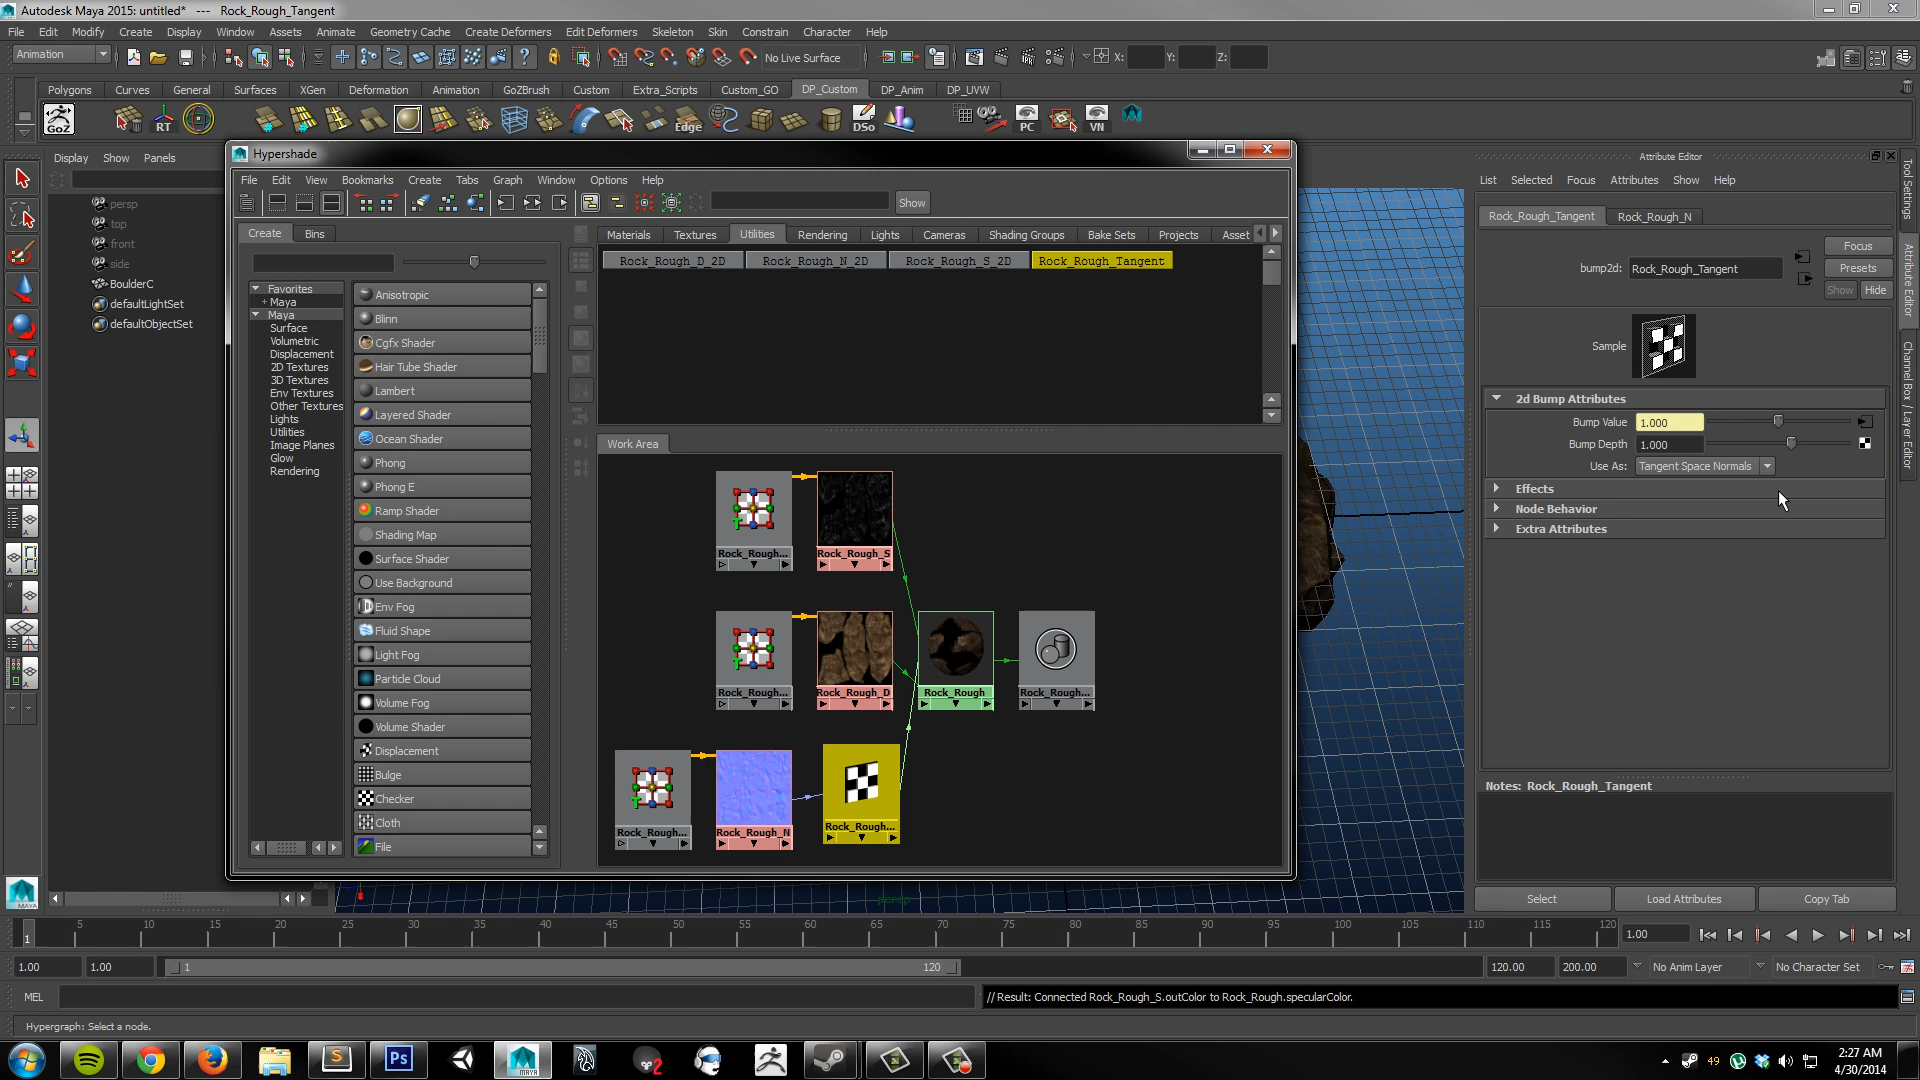 Autodesk Maya 2015: untitled* --- Rock_Rough_Tangent
File Edit Modify Create Display Window Assets Animate Geometry Cache Create Deformers Edit Deformers Skeleton Skin Constrain Character Help
Animation No Live Surface X: Y: Z:
Polygons Curves General Surfaces XGen Deformation Animation GoZBrush Custom Extra_Scripts Custom_GO DP_Custom DP_Anim DP_UVW
GoZ RT Edge DSo PC VN
Display Show Panels
persp
top
front
side
BoulderC
defaultLightSet
defaultObjectSet
Hypershade
File Edit View Bookmarks Create Tabs Graph Window Options Help
Show
Create Bins
Favorites
+ Maya
Maya
Surface
Volumetric
Displacement
2D Textures
3D Textures
Env Textures
Other Textures
Lights
Utilities
Image Planes
Glow
Rendering
Anisotropic
Blinn
Cgfx Shader
Hair Tube Shader
Lambert
Layered Shader
Ocean Shader
Phong
Phong E
Ramp Shader
Shading Map
Surface Shader
Use Background
Env Fog
Fluid Shape
Light Fog
Particle Cloud
Volume Fog
Volume Shader
Displacement
Bulge
Checker
Cloth
File
Materials Textures Utilities Rendering Lights Cameras Shading Groups Bake Sets Projects Asset
Rock_Rough_D_2D Rock_Rough_N_2D Rock_Rough_S_2D Rock_Rough_Tangent
Work Area
Rock_Rough... Rock_Rough_S
Rock_Rough... Rock_Rough_D Rock_Rough Rock_Rough...
Rock_Rough... Rock_Rough_N Rock_Rough...
persp
Attribute Editor
List Selected Focus Attributes Show Help
Rock_Rough_Tangent Rock_Rough_N
Focus
bump2d: Rock_Rough_Tangent Presets
Show Hide
Sample
2d Bump Attributes
Bump Value 1.000
Bump Depth 1.000
Use As: Tangent Space Normals
Effects
Node Behavior
Extra Attributes
Notes: Rock_Rough_Tangent
Select Load Attributes Copy Tab
Tool Settings
Attribute Editor
Channel Box / Layer Editor
1 5 10 15 20 25 30 35 40 45 50 55 60 65 70 75 80 85 90 95 100 105 110 115 120 1.00
1.00 1.00 1 120 120.00 200.00 No Anim Layer No Character Set
MEL // Result: Connected Rock_Rough_S.outColor to Rock_Rough.specularColor.
Hypergraph: Select a node.
S Ps MAYA 2 49 2:27 AM
4/30/2014